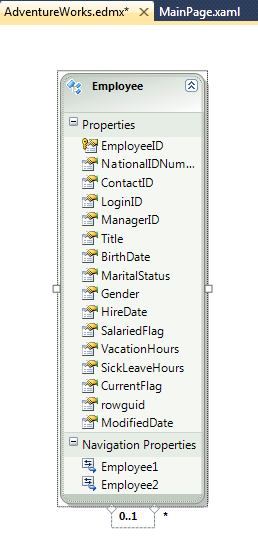 AdventureWorks.edmx* MainPage.xaml
Employee
Properties
EmployeeID
NationalIDNum...
ContactID
LoginID
ManagerID
Title
BirthDate
MaritalStatus
Gender
HireDate
SalariedFlag
VacationHours
SickLeaveHours
CurrentFlag
rowguid
ModifiedDate
Navigation Properties
Employee1
Employee2
0..1 *